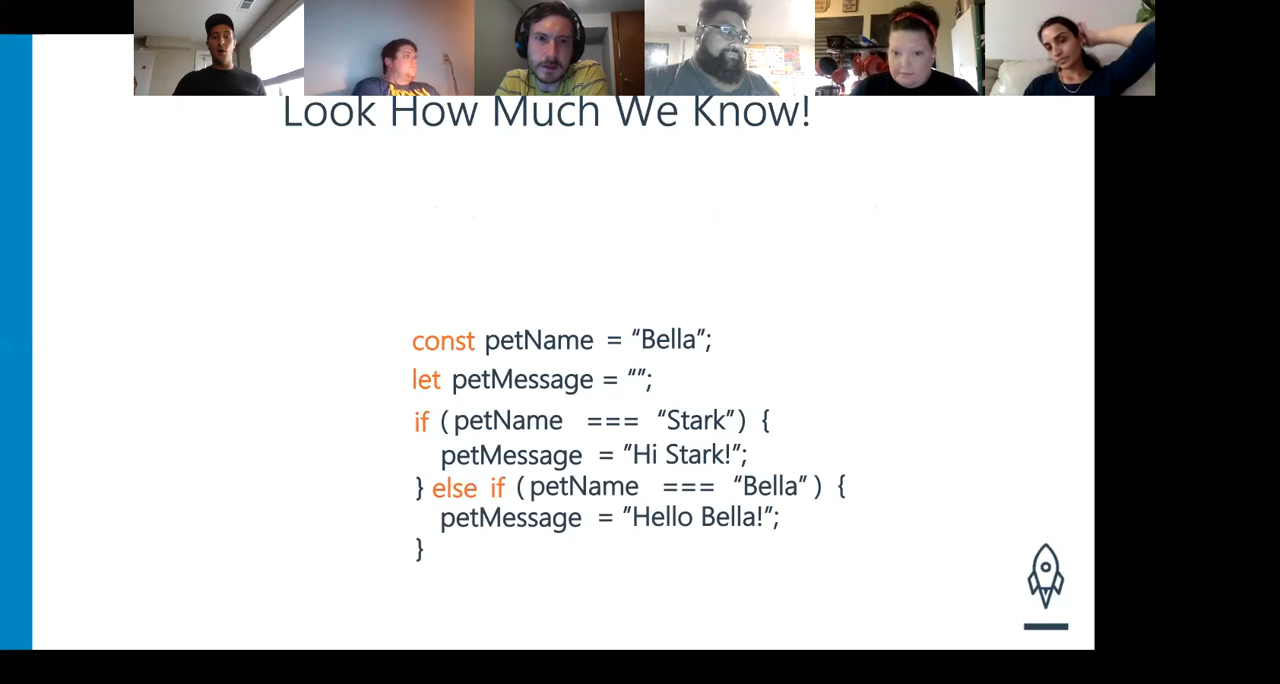 Look How Much We Know!
const petName = “Bella”;
let petMessage = “”;
if (petName === “Stark”) {
petMessage = “Hi Stark!”;
} else if (petName === “Bella”) {
petMessage = “Hello Bella!”;
}